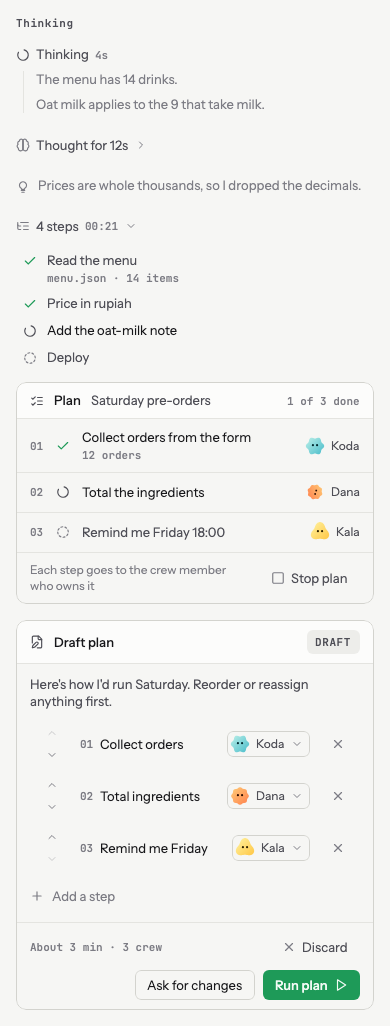 Thinking
Thinking 4s
The menu has 14 drinks.
Oat milk applies to the 9 that take milk.
Thought for 12s
Prices are whole thousands, so I dropped the decimals.
4 steps 00:21
Read the menu
menu.json · 14 items
Price in rupiah
Add the oat-milk note
Deploy
Plan Saturday pre-orders 1 of 3 done
01 Collect orders from the form Koda
12 orders
02 Total the ingredients Dana
03 Remind me Friday 18:00 Kala
Each step goes to the crew member
who owns it
Stop plan
Draft plan DRAFT
Here's how I'd run Saturday. Reorder or reassign
anything first.
01 Collect orders Koda
02 Total ingredients Dana
03 Remind me Friday Kala
Add a step
About 3 min · 3 crew Discard
Ask for changes Run plan